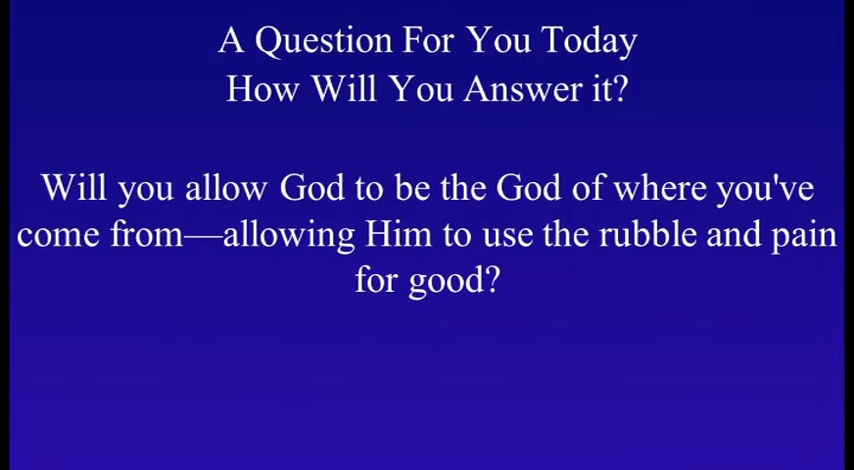 A Question For You Today
How Will You Answer it?
Will you allow God to be the God of where you've
come from—allowing Him to use the rubble and pain
for good?